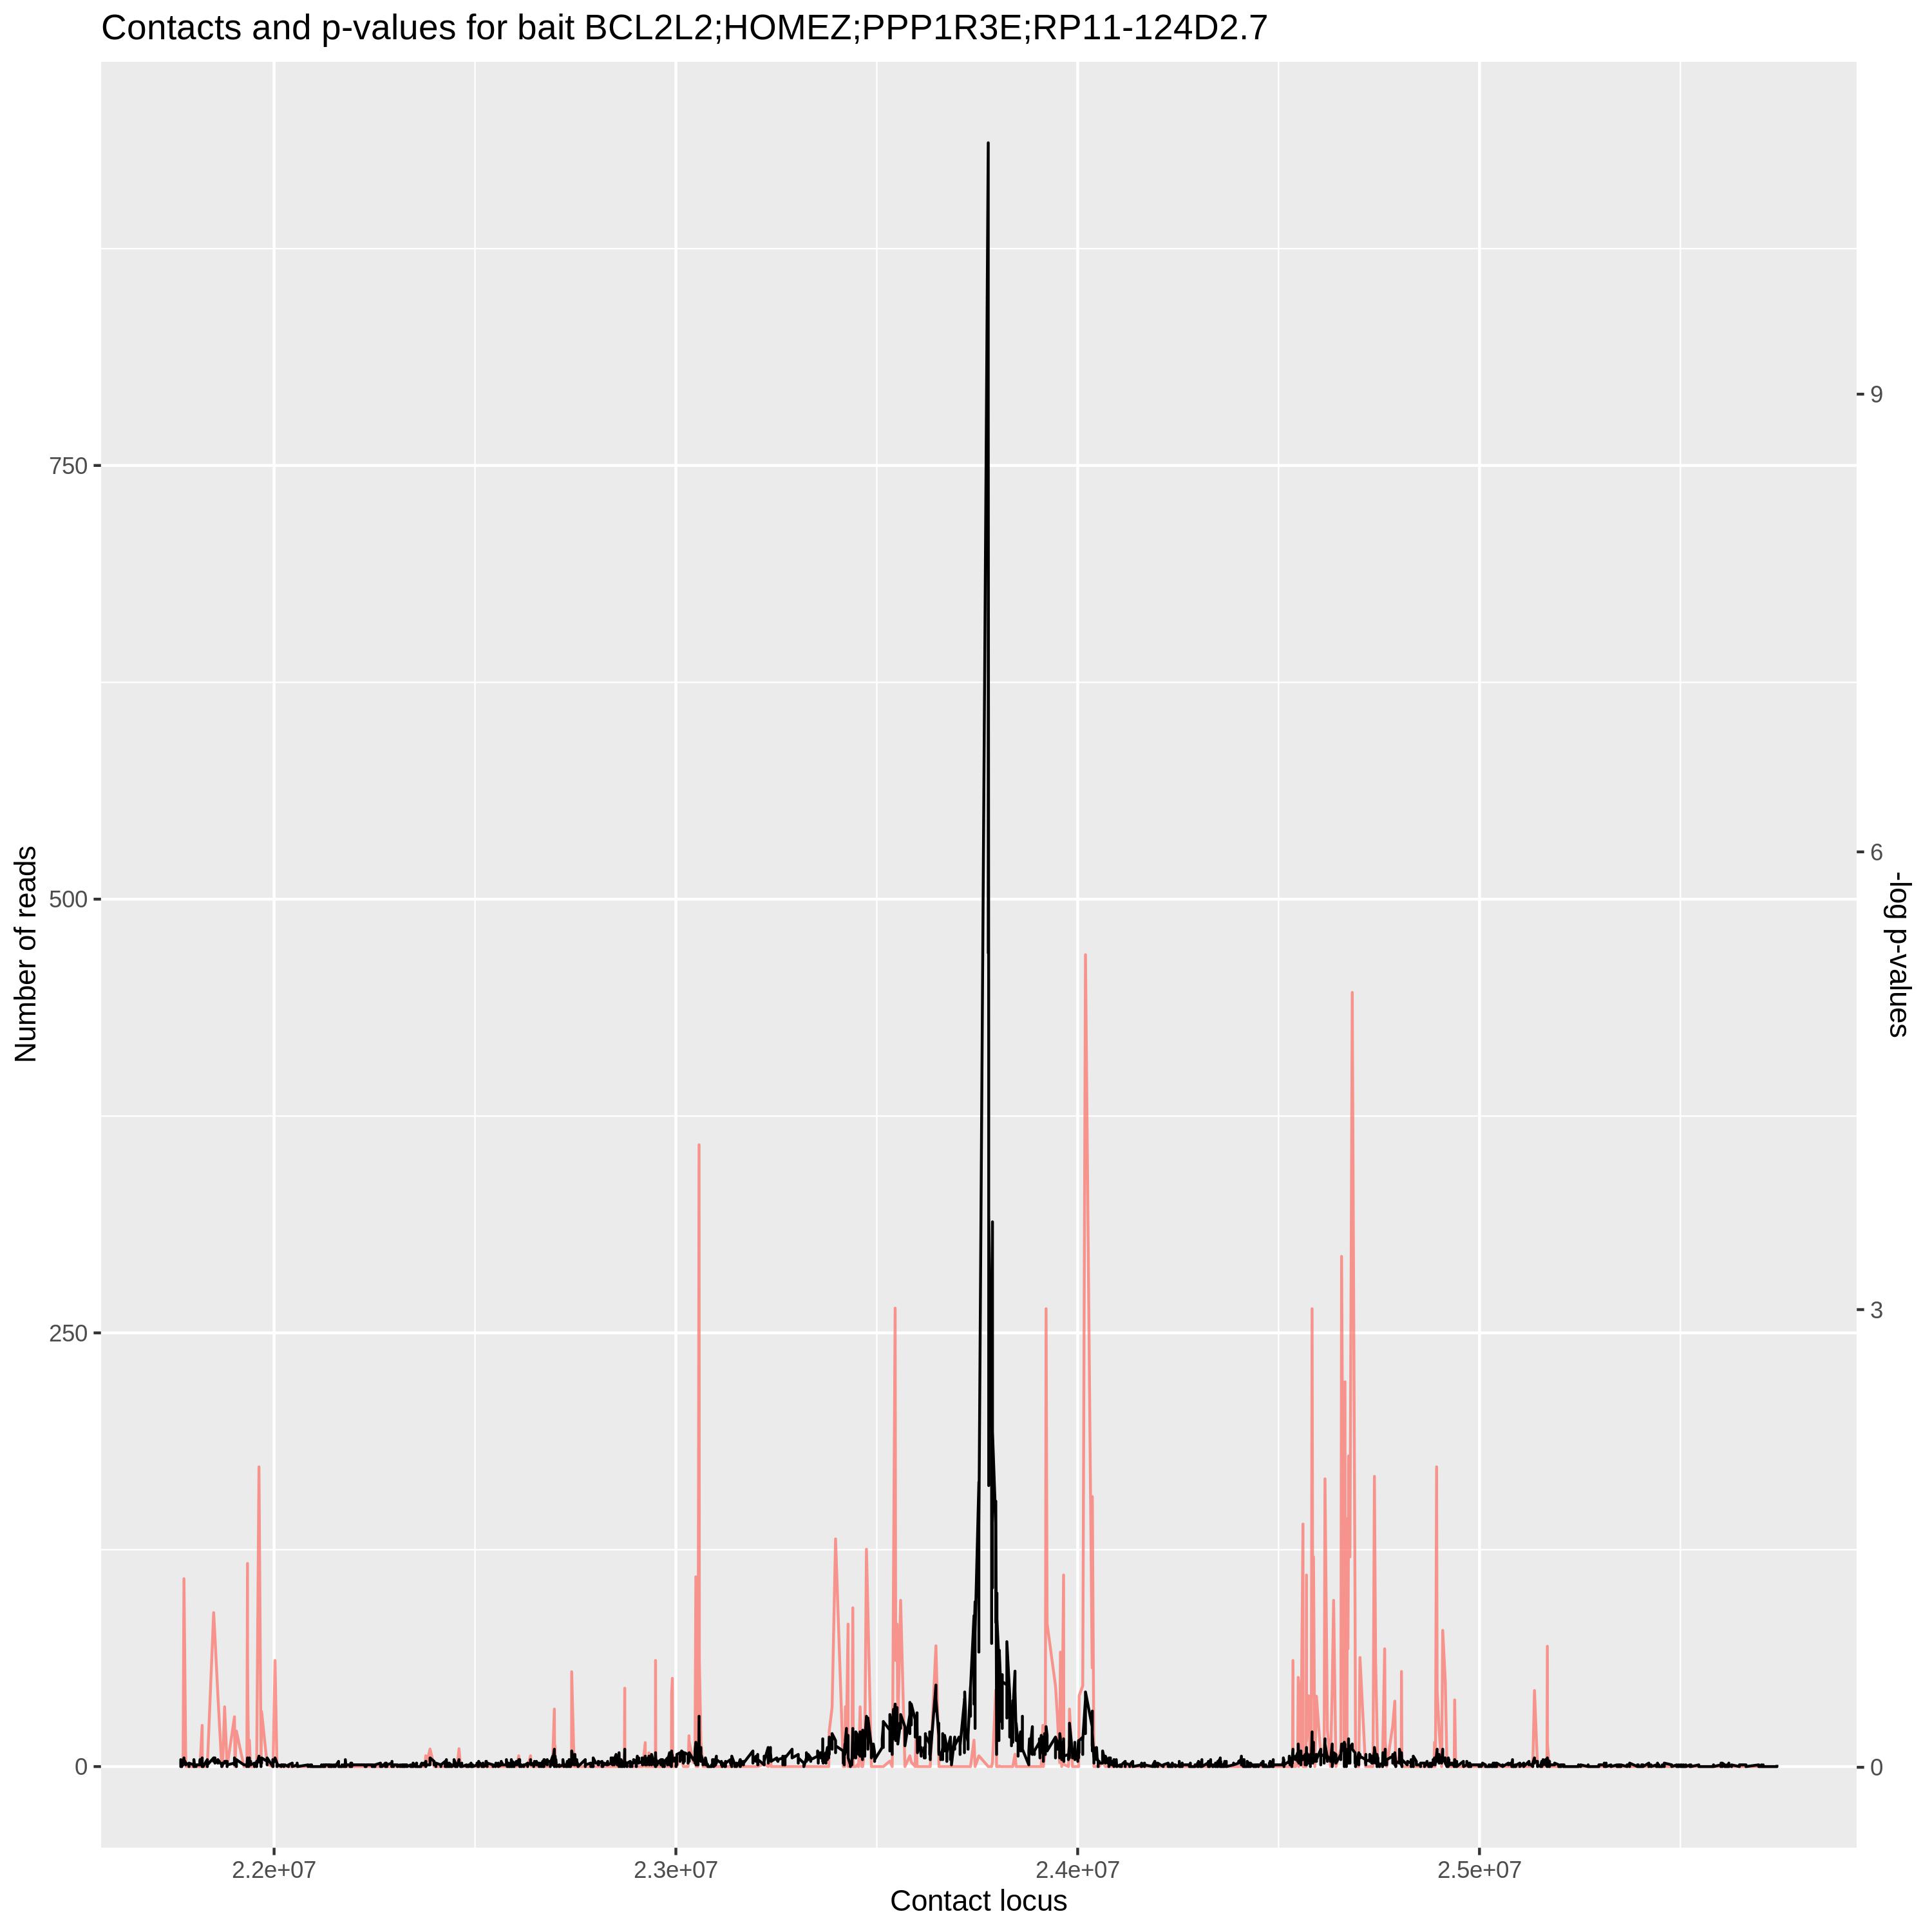 Contacts and p-values for bait BCL2L2;HOMEZ;PPP1R3E;RP11-124D2.7
Number of reads
750
500
250
0
9
6
3
0
-log p-values
2.2e+07
2.3e+07
2.4e+07
2.5e+07
Contact locus